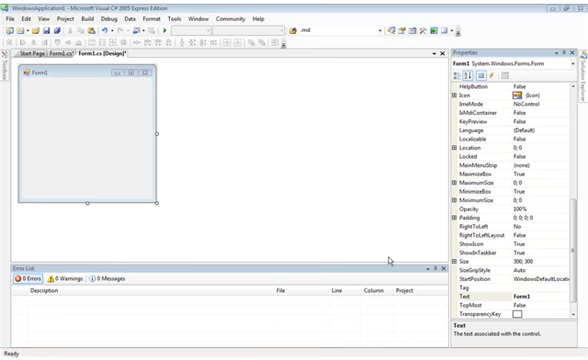 WindowsApplication1 - Microsoft Visual C# 2005 Express Edition
File Edit View Project Build Debug Data Format Tools Window Community Help
.md
Start Page Form1.cs* Form1.cs [Design]*
Toolbox
Form1
Properties
Form1 System.Windows.Forms.Form
HelpButton False
Icon (Icon)
ImeMode NoControl
IsMdiContainer False
KeyPreview False
Language (Default)
Localizable False
Location 0; 0
Locked False
MainMenuStrip (none)
MaximizeBox True
MaximumSize 0; 0
MinimizeBox True
MinimumSize 0; 0
Opacity 100%
Padding 0; 0; 0; 0
RightToLeft No
RightToLeftLayout False
ShowIcon True
ShowInTaskbar True
Size 300; 300
SizeGripStyle Auto
StartPosition WindowsDefaultLocati
Tag
Text Form1
TopMost False
TransparencyKey
Text
The text associated with the control.
Solution Explorer
Error List
0 Errors 0 Warnings 0 Messages
Description File Line Column Project
Ready